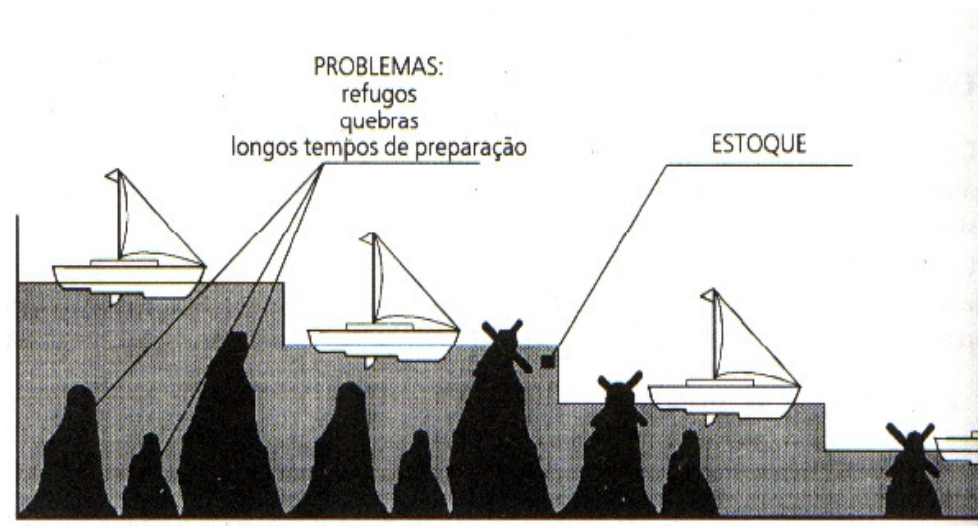 PROBLEMAS:
refugos
quebras
longos tempos de preparação
ESTOQUE